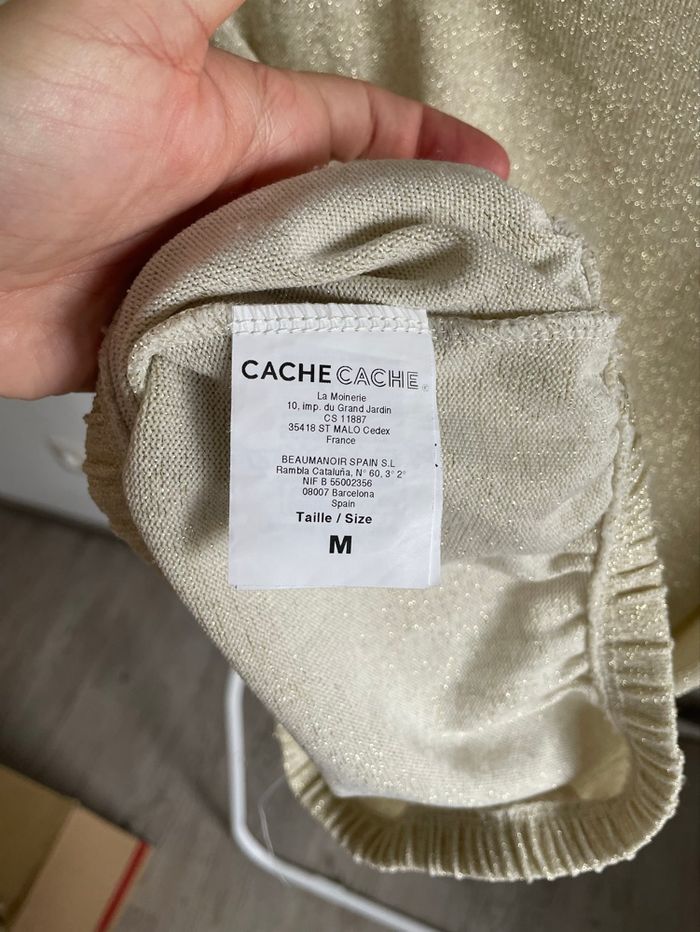 CACHE CACHE®
La Moinerie
10, imp. du Grand Jardin
CS 11887
35418 ST MALO Cedex
France
BEAUMANOIR SPAIN S.L
Rambla Cataluña, N° 60, 3° 2°
NIF B 55002356
08007 Barcelona
Spain
Taille / Size
M